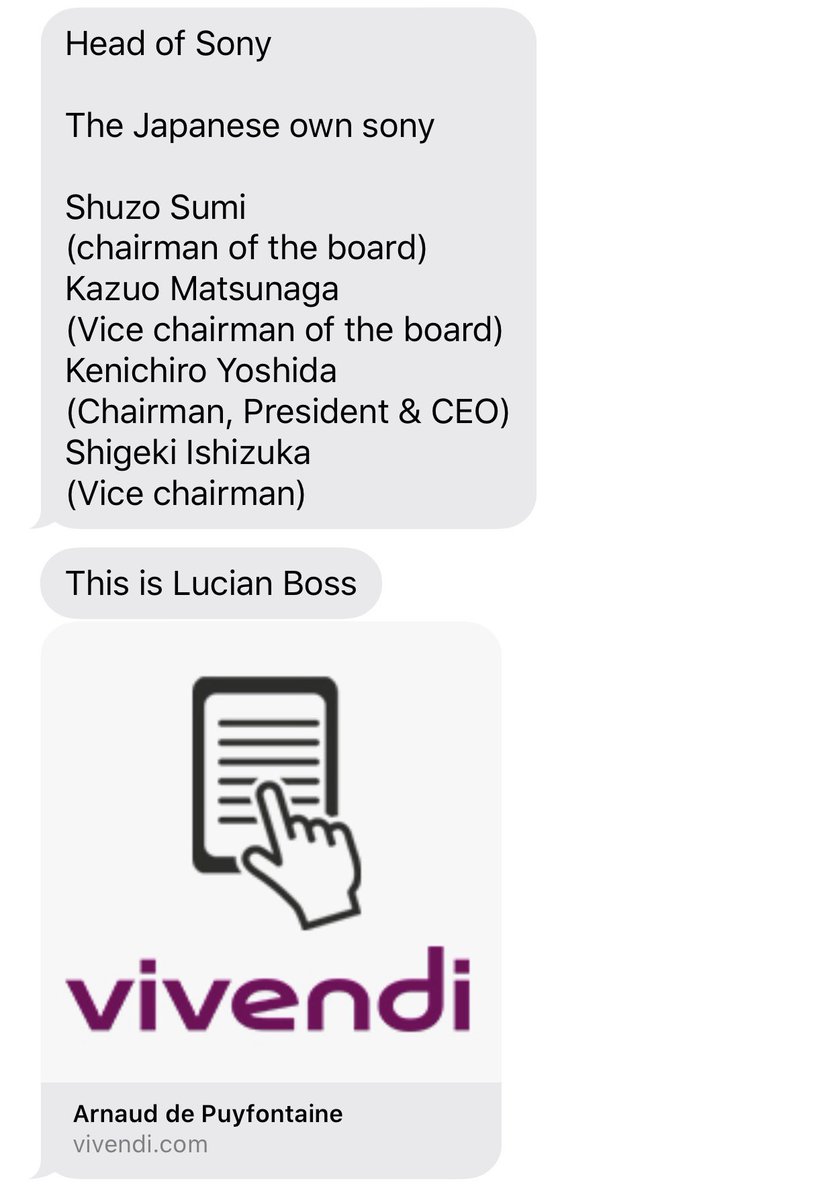 Head of Sony
The Japanese own sony
Shuzo Sumi
(chairman of the board)
Kazuo Matsunaga
(Vice chairman of the board)
Kenichiro Yoshida
(Chairman, President & CEO)
Shigeki Ishizuka
(Vice chairman)
This is Lucian Boss
vivendi
Arnaud de Puyfontaine
vivendi.com